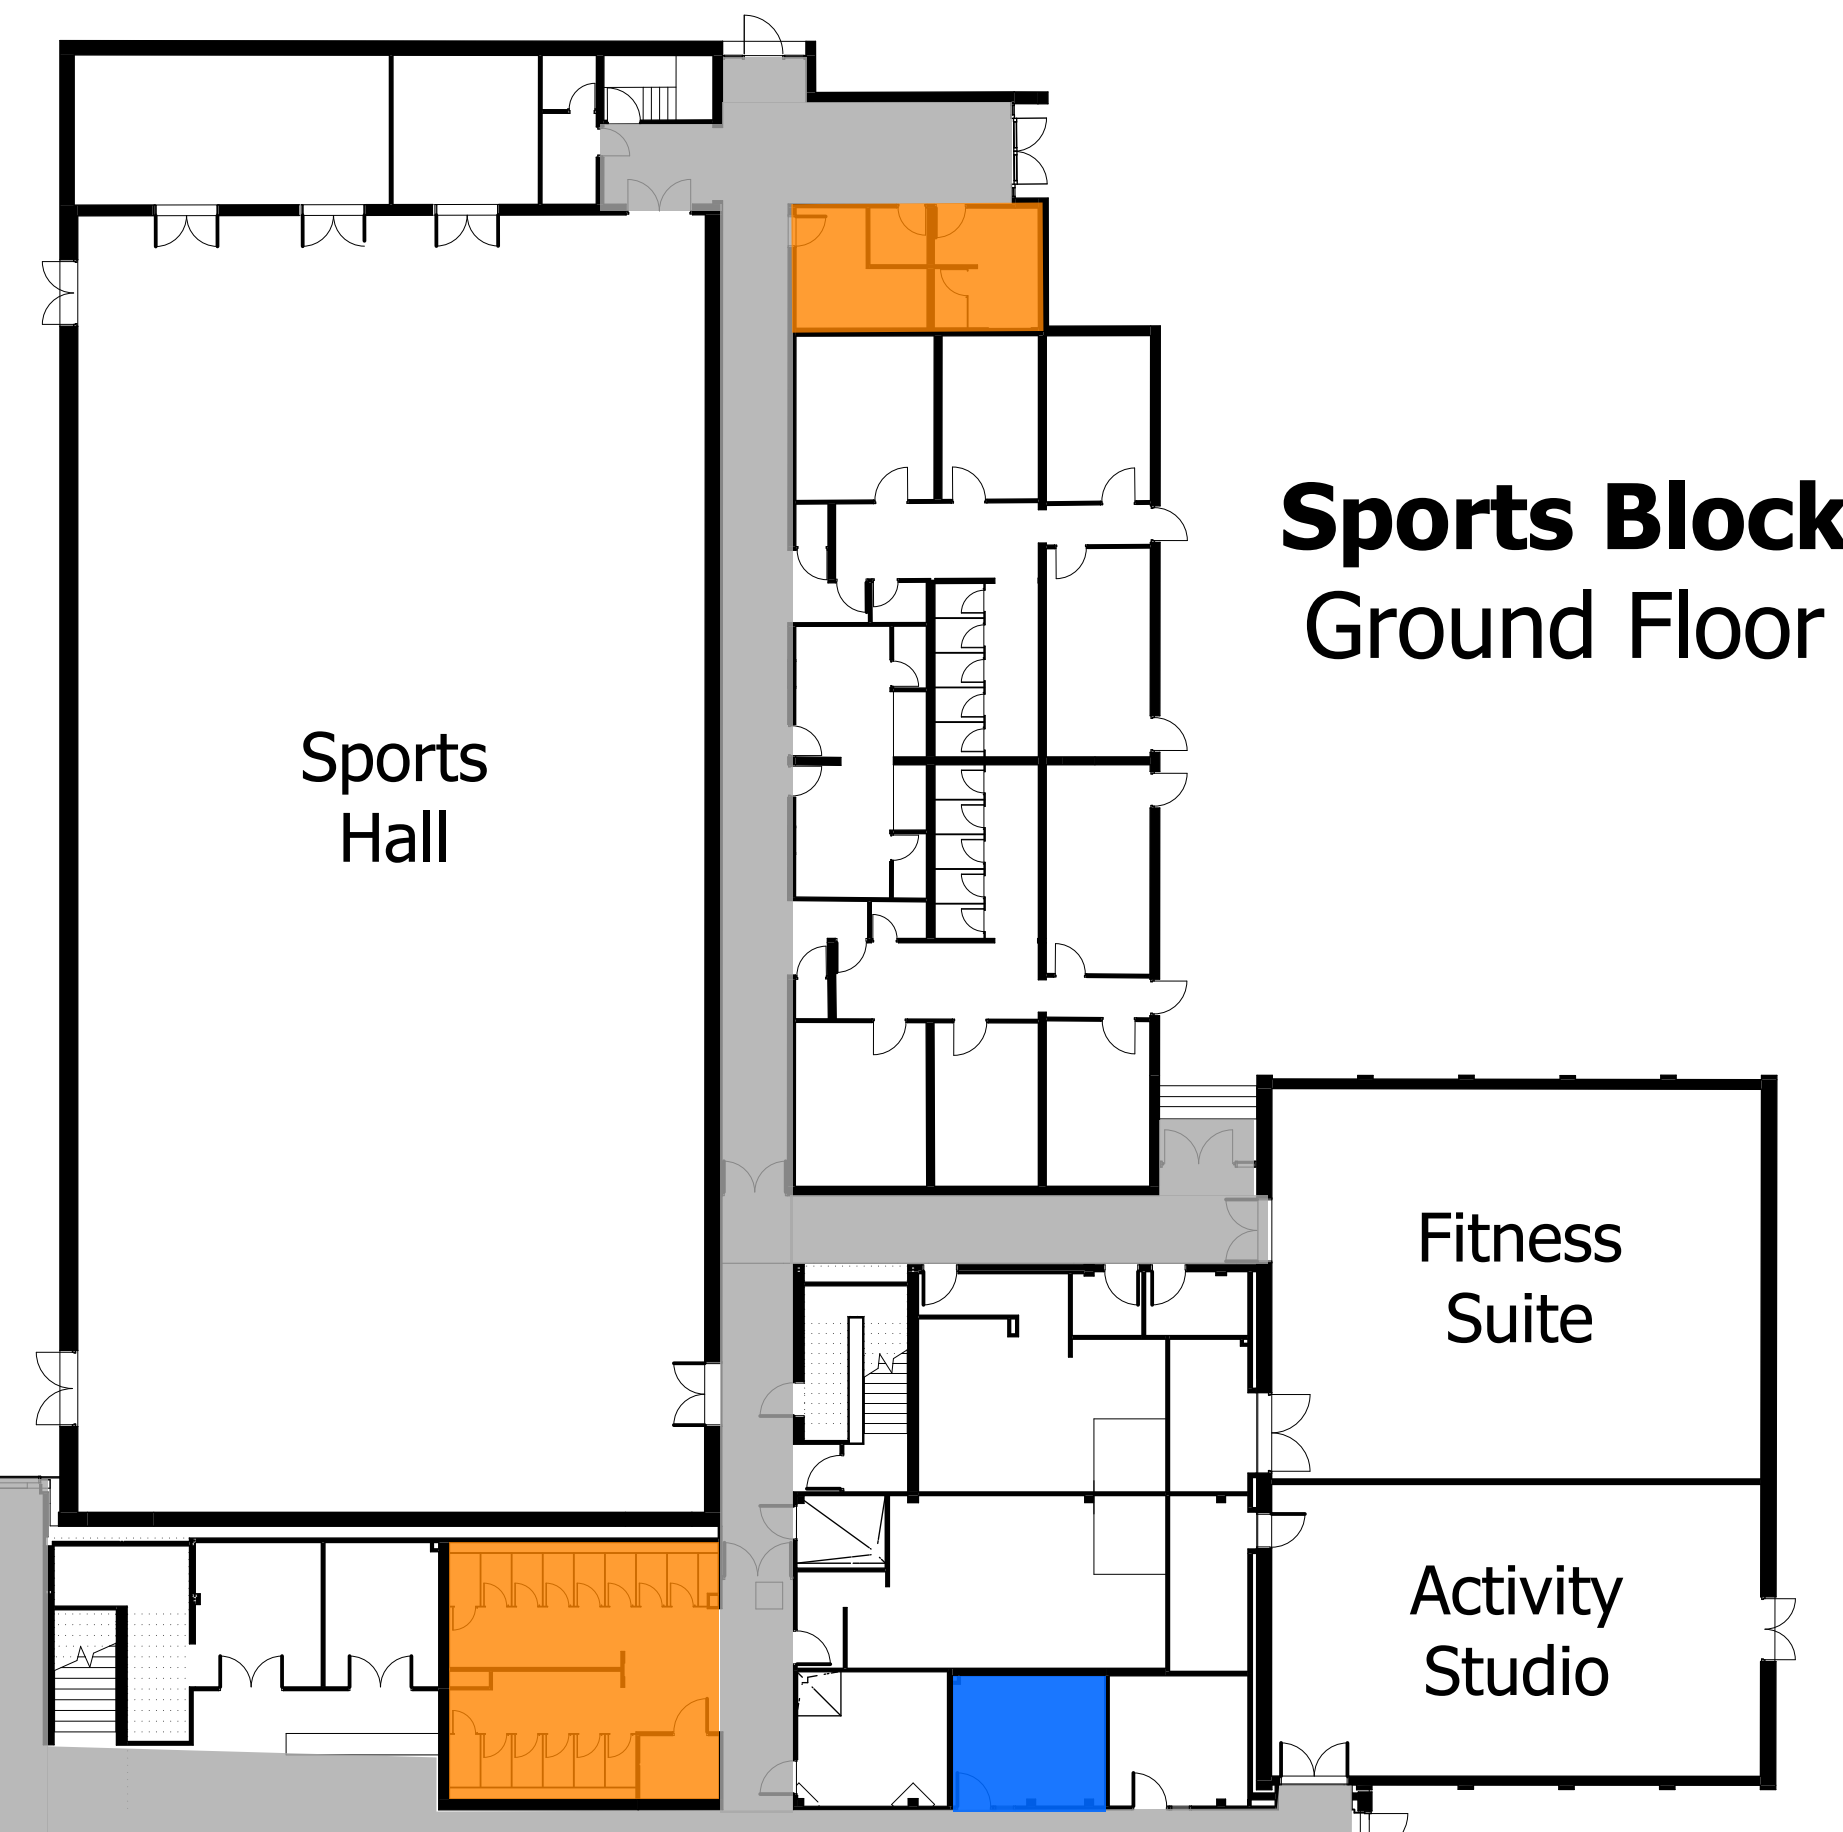 Sports Block
Ground Floor
Sports
Hall
Fitness
Suite
Activity
Studio